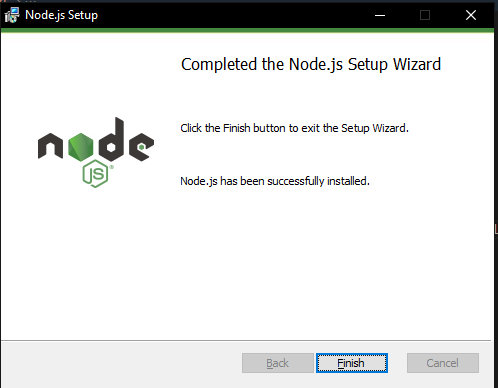 Node.js Setup
Completed the Node.js Setup Wizard
Click the Finish button to exit the Setup Wizard.
node
JS
®
Node.js has been successfully installed.
Back
Finish
Cancel